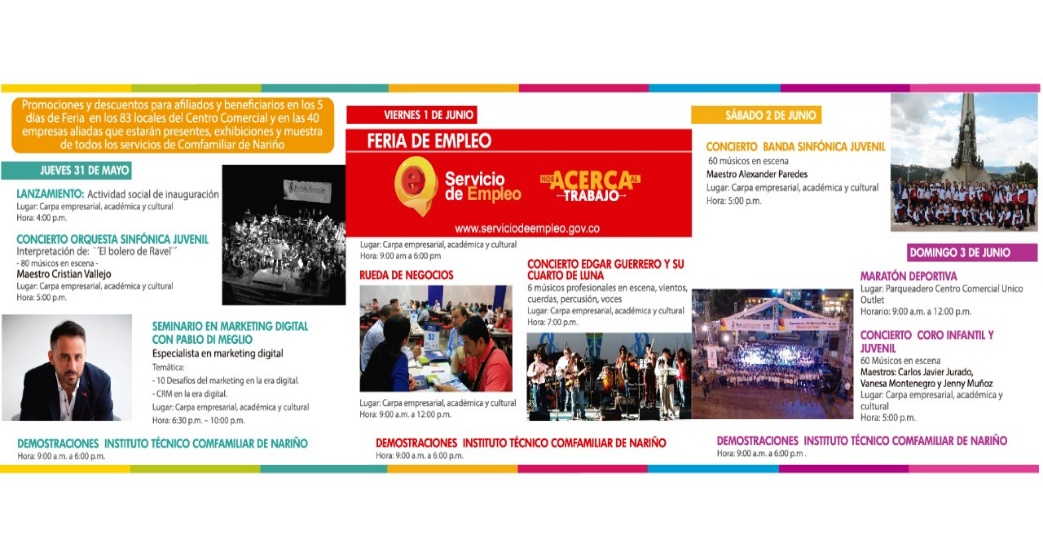 Promociones y descuentos para afiliados y beneficiarios en los 5
días de Feria en los 83 locales del Centro Comercial y en las 40
empresas aliadas que estarán presentes, exhibiciones y muestra
de todos los servicios de Comfamiliar de Nariño
JUEVES 31 DE MAYO
LANZAMIENTO: Actividad social de inauguración
Lugar: Carpa empresarial, académica y cultural
Hora: 4:00 p.m.
CONCIERTO ORQUESTA SINFÓNICA JUVENIL
Interpretación de: ¨El bolero de Ravel¨
- 80 músicos en escena -
Maestro Cristian Vallejo
Lugar: Carpa empresarial, académica y cultural
Hora: 5:00 p.m.
SEMINARIO EN MARKETING DIGITAL
CON PABLO DI MEGLIO
Especialista en marketing digital
Temática:
- 10 Desafíos del marketing en la era digital.
- CRM en la era digital.
Lugar: Carpa empresarial, académica y cultural
Hora: 6:30 p.m. – 10:00 p.m.
DEMOSTRACIONES INSTITUTO TÉCNICO COMFAMILIAR DE NARIÑO
Hora: 9:00 a.m. a 6:00 p.m.
VIERNES 1 DE JUNIO
FERIA DE EMPLEO
e
Servicio
de Empleo
NOS ACERCA AL
TRABAJO
www.serviciodeempleo.gov.co
Lugar: Carpa empresarial, académica y cultural
Hora: 9:00 am a 6:00 pm
RUEDA DE NEGOCIOS
Lugar: Carpa empresarial, académica y cultural
Hora: 9:00 a.m. a 12:00 p.m.
CONCIERTO EDGAR GUERRERO Y SU
CUARTO DE LUNA
6 músicos profesionales en escena, vientos,
cuerdas, percusión, voces
Lugar: Carpa empresarial, académica y cultural
Hora: 7:00 p.m.
DEMOSTRACIONES INSTITUTO TÉCNICO COMFAMILIAR DE NARIÑO
Hora: 9:00 a.m. a 6:00 p.m.
SÁBADO 2 DE JUNIO
CONCIERTO BANDA SINFÓNICA JUVENIL
60 músicos en escena
Maestro Alexander Paredes
Lugar: Carpa empresarial, académica y cultural
Hora: 5:00 p.m.
DOMINGO 3 DE JUNIO
MARATÓN DEPORTIVA
Lugar: Parqueadero Centro Comercial Unico
Outlet
Horario: 9:00 a.m. a 12:00 p.m.
CONCIERTO CORO INFANTIL Y
JUVENIL
60 Músicos en escena
Maestros: Carlos Javier Jurado,
Vanesa Montenegro y Jenny Muñoz
Lugar: Carpa empresarial, académica y
cultural
Hora: 5:00 p.m.
DEMOSTRACIONES INSTITUTO TÉCNICO COMFAMILIAR DE NARIÑO
Hora: 9:00 a.m. a 6:00 p.m .